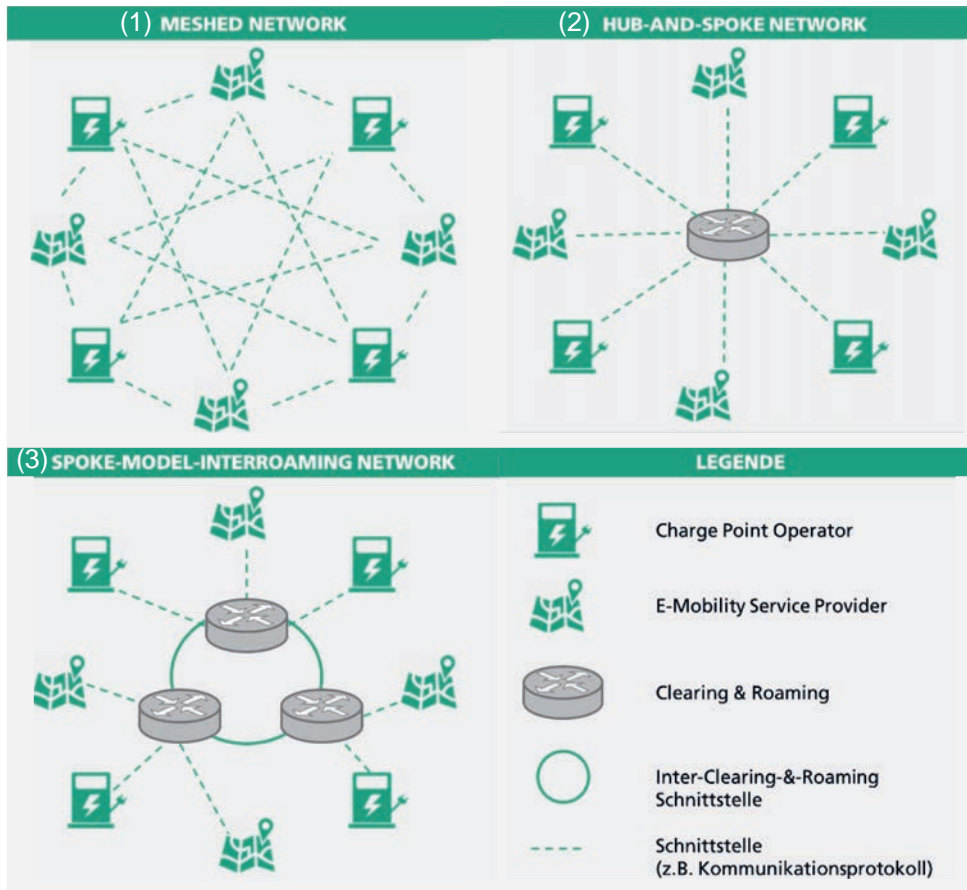 (1) MESHED NETWORK
(2) HUB-AND-SPOKE NETWORK
(3) SPOKE-MODEL-INTERROAMING NETWORK
LEGENDE
Charge Point Operator
E-Mobility Service Provider
Clearing & Roaming
Inter-Clearing-&-Roaming
Schnittstelle
Schnittstelle
(z.B. Kommunikationsprotokoll)